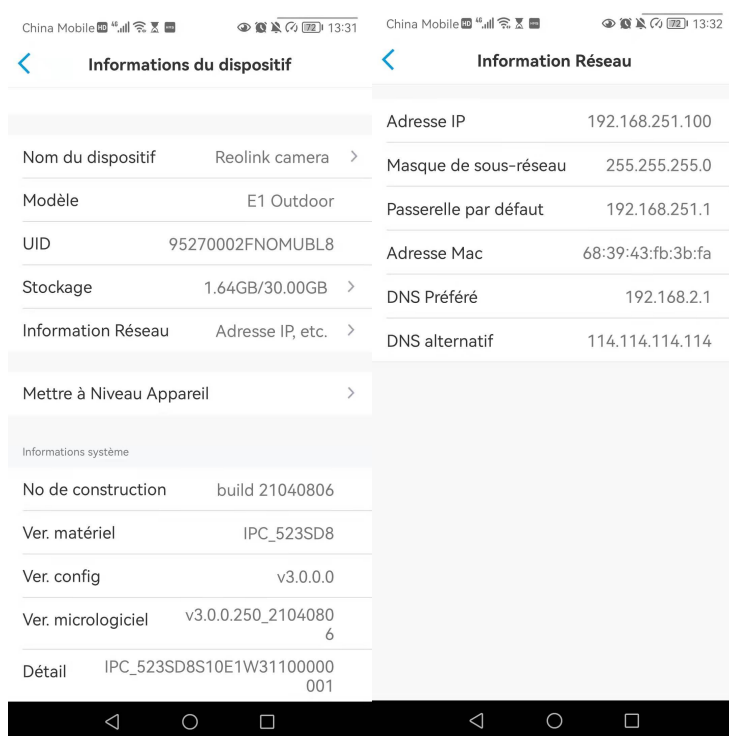 China Mobile HD 4G 13:31
Informations du dispositif
Nom du dispositif Reolink camera
Modèle E1 Outdoor
UID 95270002FNOMUBL8
Stockage 1.64GB/30.00GB
Information Réseau Adresse IP, etc.
Mettre à Niveau Appareil
Informations système
No de construction build 21040806
Ver. matériel IPC_523SD8
Ver. config v3.0.0.0
Ver. micrologiciel v3.0.0.250_2104080
6
Détail IPC_523SD8S10E1W31100000
001
China Mobile HD 4G 72 13:32
Information Réseau
Adresse IP 192.168.251.100
Masque de sous-réseau 255.255.255.0
Passerelle par défaut 192.168.251.1
Adresse Mac 68:39:43:fb:3b:fa
DNS Préféré 192.168.2.1
DNS alternatif 114.114.114.114